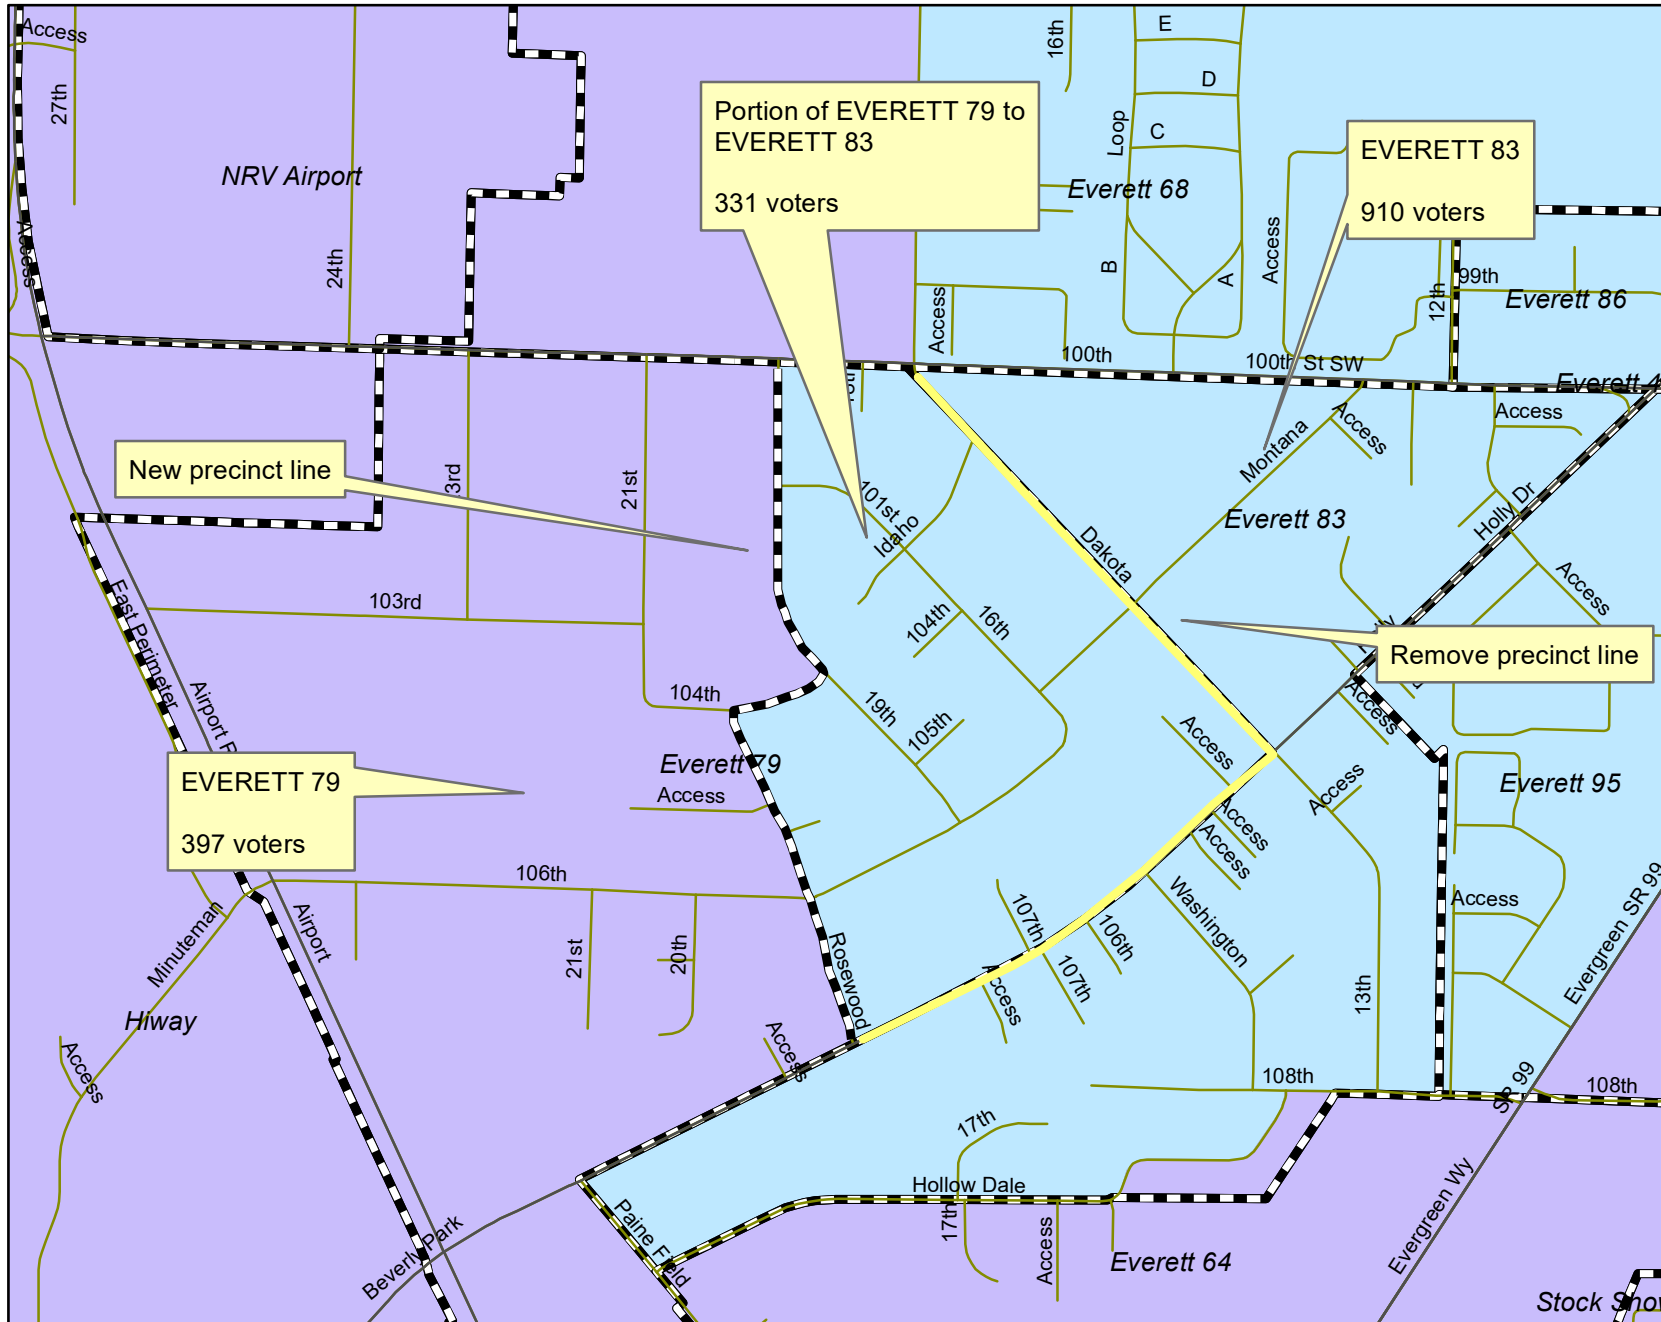 Access
27th
NRV Airport
24th
Access
16th
E
D
C
Loop
B
A
Portion of EVERETT 79 to
EVERETT 83
331 voters
Everett 68
EVERETT 83
910 voters
Access
Access
12th
99th
Everett 86
100th
100th St SW
Access
Access
Montana
New precinct line
21st
101st
Idaho
Everett 83
Holly Dr
Dakota
Access
103rd
East Perimeter
104th
16th
Remove precinct line
Airport
104th
19th
105th
Access
Access
EVERETT 79
397 voters
Everett 79
Access
Access
Access
Access
Everett 95
106th
Minuteman
Airport
21st
20th
Rosewood
107th
106th
107th
Washington
13th
Access
Evergreen SR 99
Hiway
Access
Access
Access
108th
SR 99
108th
17th
Hollow Dale
17th
Access
Paine Field
Beverly Park
Everett 64
Evergreen Wy